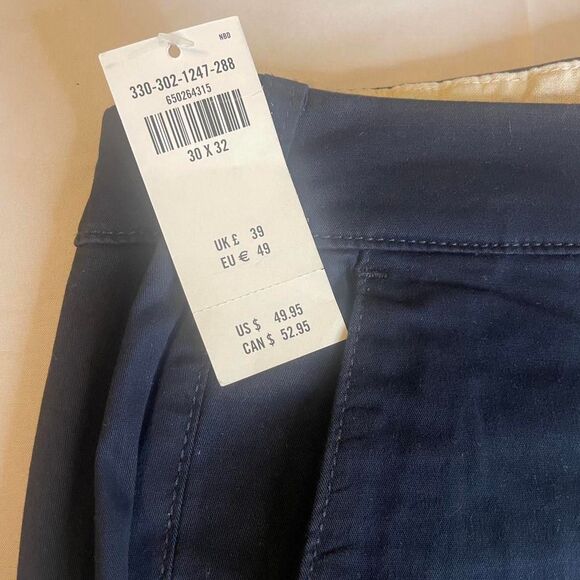 NBD
330-302-1247-288
650264315
30 X 32
UK £ 39
EU € 49
US $ 49.95
CAN $ 52.95